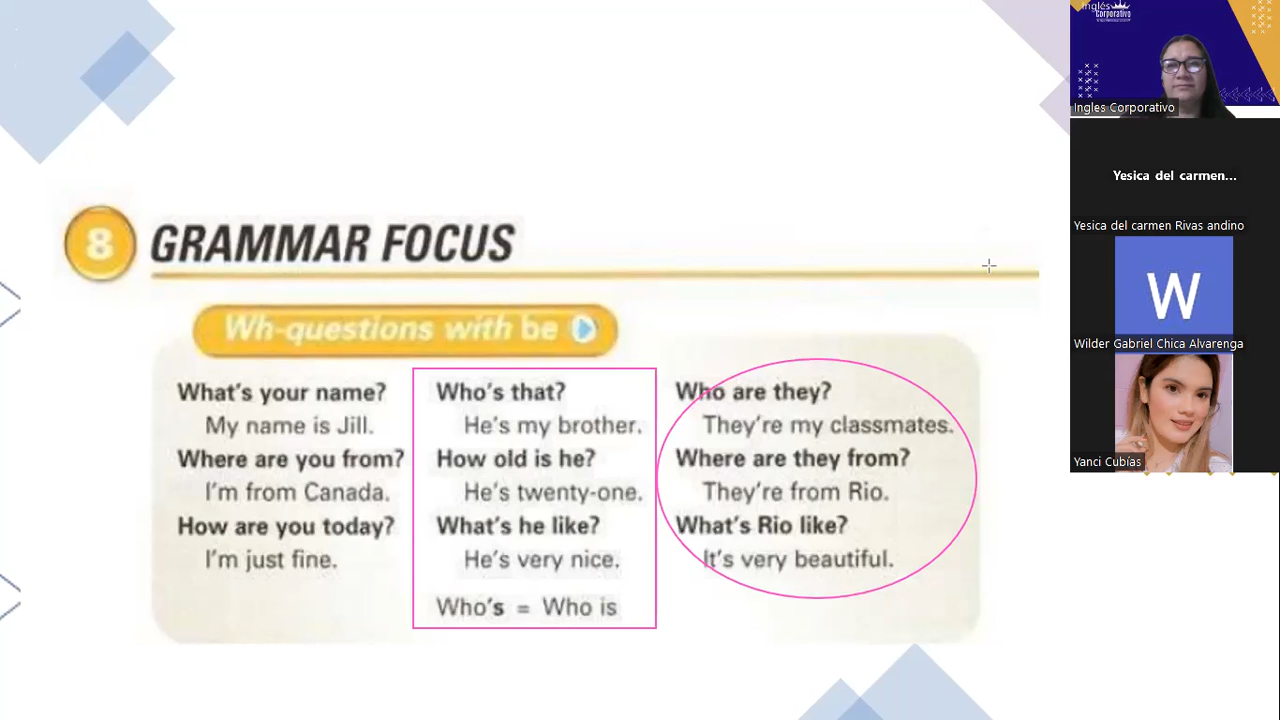 8 GRAMMAR FOCUS
Wh-questions with be
What's your name?
My name is Jill.
Where are you from?
I'm from Canada.
How are you today?
I'm just fine.
Who's that?
He's my brother.
How old is he?
He's twenty-one.
What's he like?
He's very nice.
Who's = Who is
Who are they?
They're my classmates.
Where are they from?
They're from Rio.
What's Rio like?
It's very beautiful.
Inglés
Corporativo
Ingles Corporativo
Yesica del carmen...
Yesica del carmen Rivas andino
W
Wilder Gabriel Chica Alvarenga
Yanci Cubías